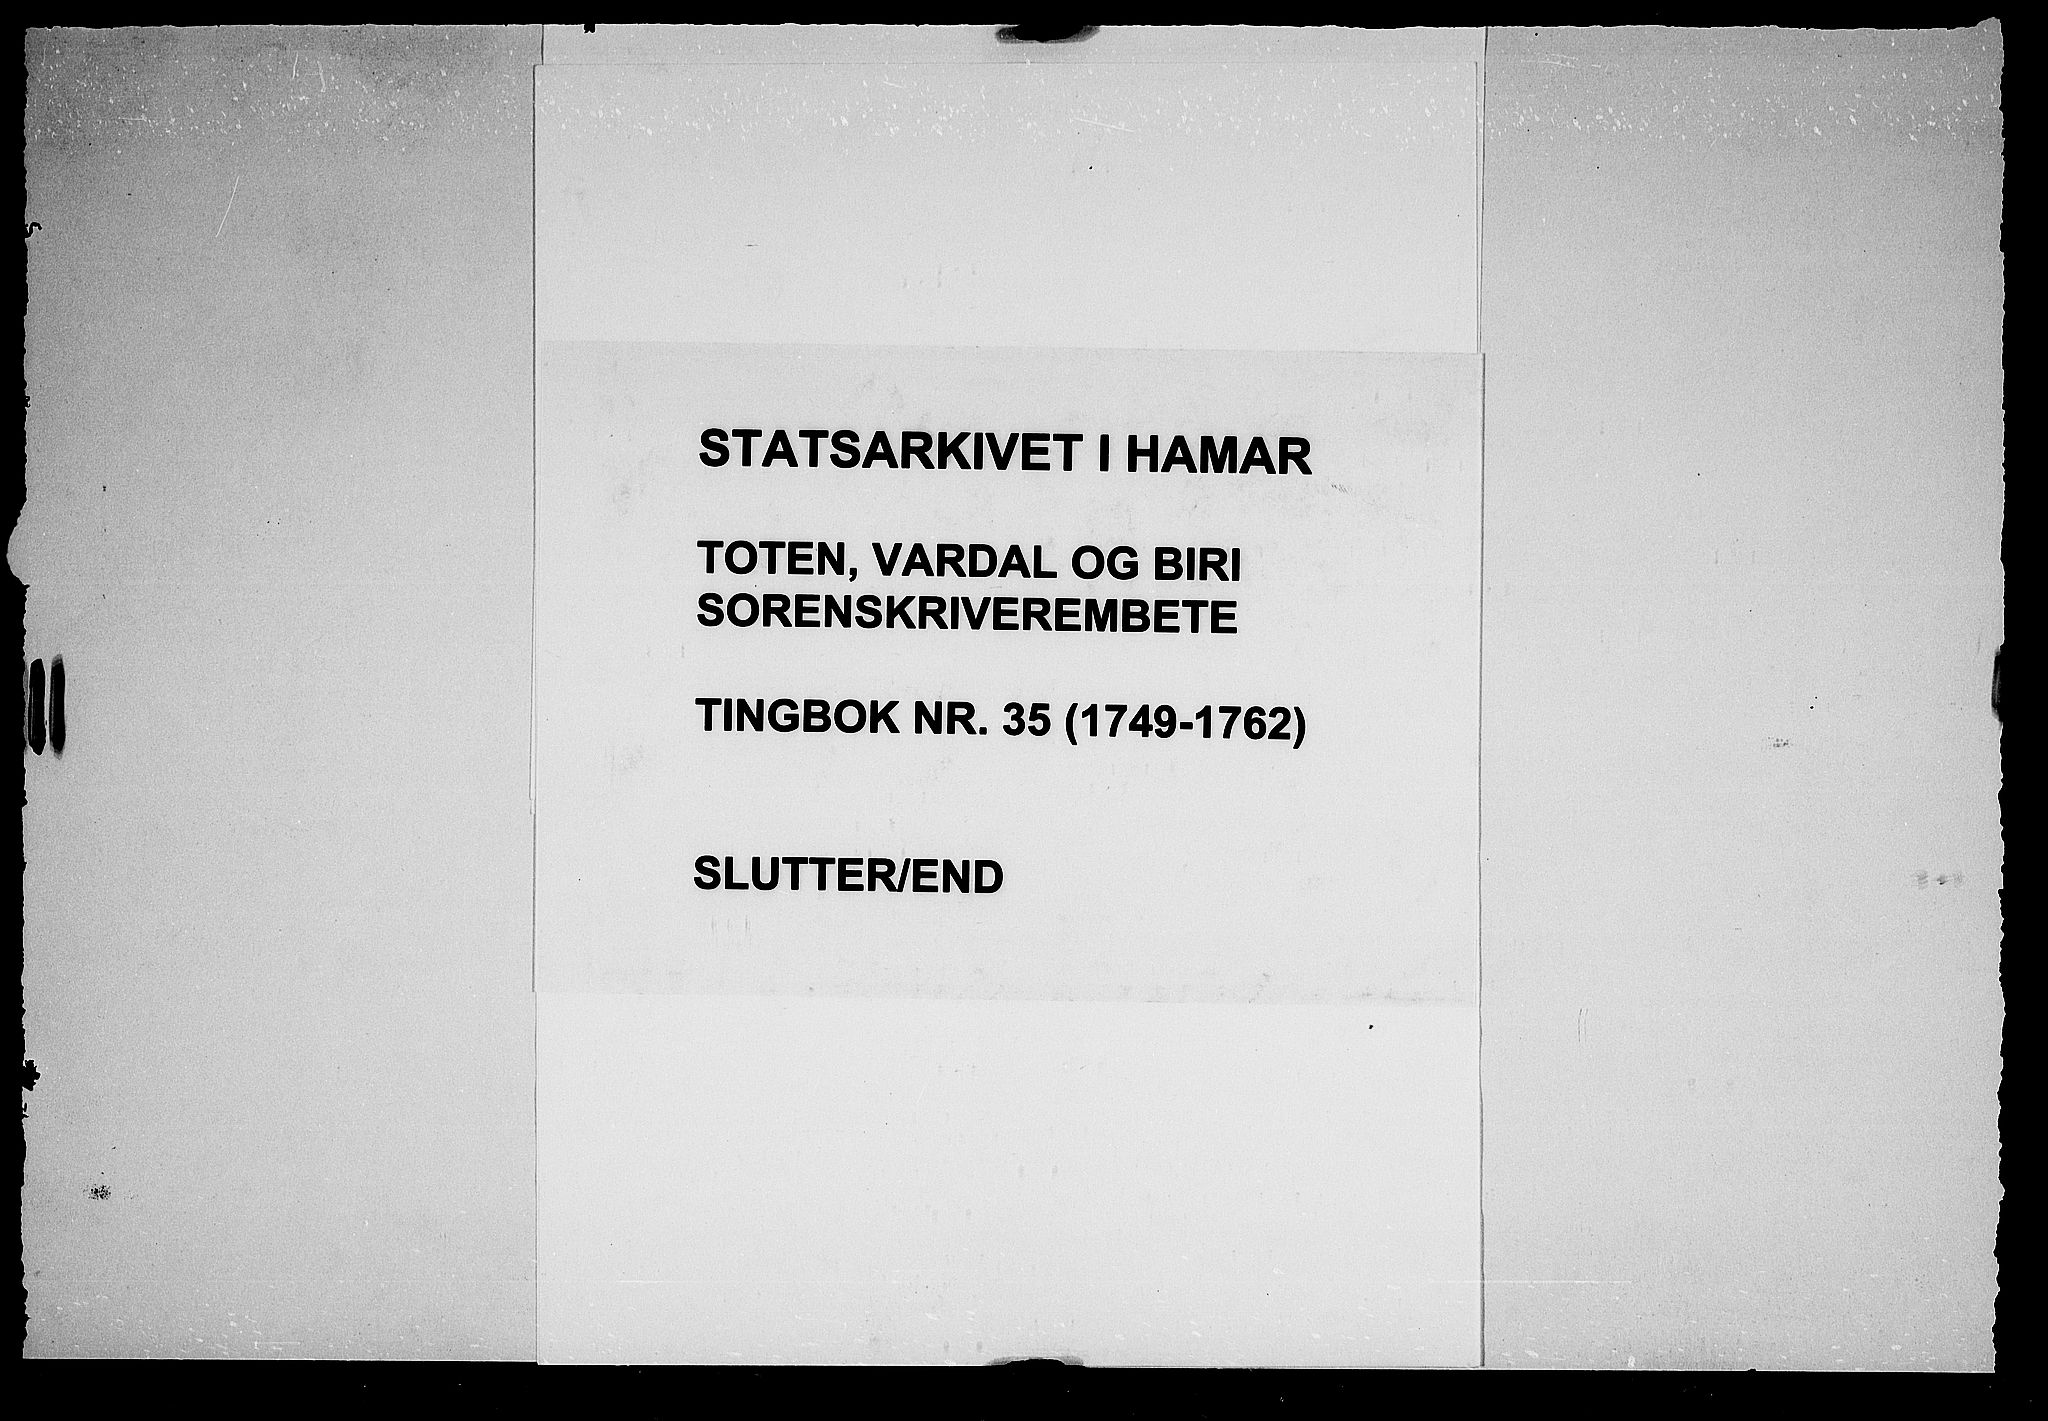 STATSARKIVET I HAMAR
TOTEN, VARDAL OG BIRI
SORENSKRIVEREMBETE
TINGBOK NR. 35 (1749-1762)
SLUTTER/END